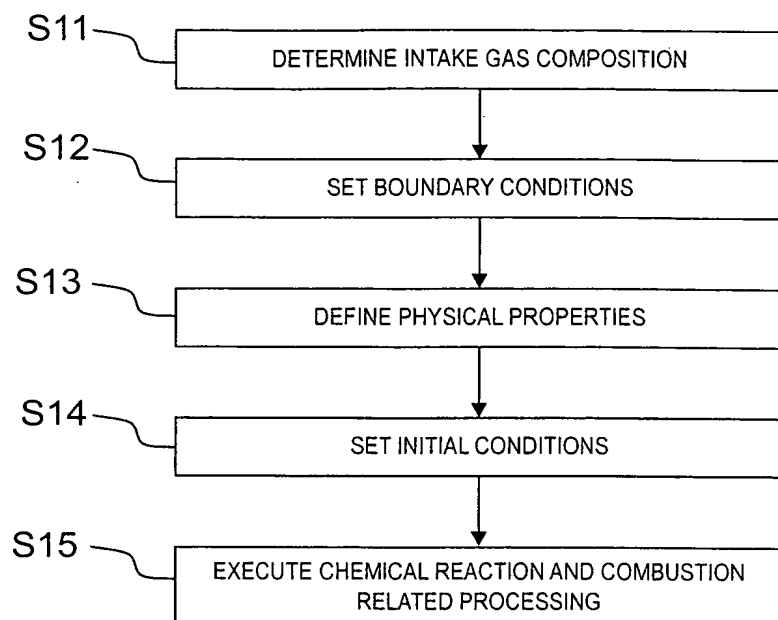 S11
DETERMINE INTAKE GAS COMPOSITION
S12
SET BOUNDARY CONDITIONS
S13
DEFINE PHYSICAL PROPERTIES
S14
SET INITIAL CONDITIONS
S15
EXECUTE CHEMICAL REACTION AND COMBUSTION
RELATED PROCESSING